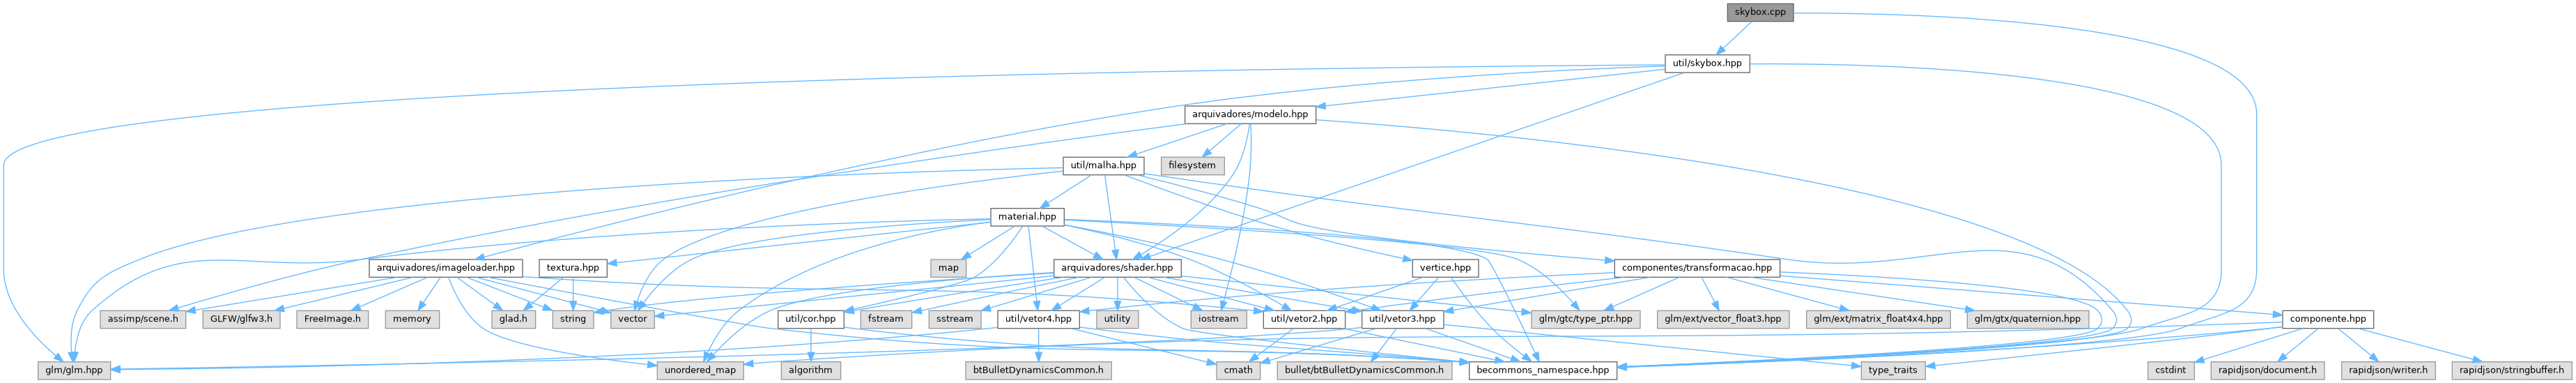 skybox.cpp
util/skybox.hpp
arquivadores/modelo.hpp
util/malha.hpp
filesystem
material.hpp
arquivadores/imageloader.hpp
textura.hpp
map
arquivadores/shader.hpp
vertice.hpp
componentes/transformacao.hpp
assimp/scene.h
GLFW/glfw3.h
FreeImage.h
memory
glad.h
string
vector
util/cor.hpp
fstream
sstream
util/vetor4.hpp
utility
iostream
util/vetor2.hpp
util/vetor3.hpp
glm/gtc/type_ptr.hpp
glm/ext/vector_float3.hpp
glm/ext/matrix_float4x4.hpp
glm/gtx/quaternion.hpp
componente.hpp
glm/glm.hpp
unordered_map
algorithm
btBulletDynamicsCommon.h
cmath
bullet/btBulletDynamicsCommon.h
becommons_namespace.hpp
type_traits
cstdint
rapidjson/document.h
rapidjson/writer.h
rapidjson/stringbuffer.h